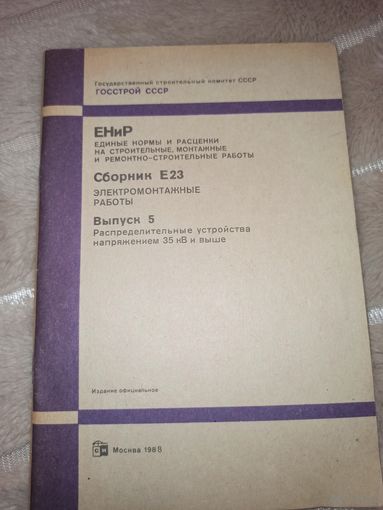 Государственный строительный комитет СССР
ГОССТРОЙ СССР
ЕНиР
ЕДИНЫЕ НОРМЫ И РАСЦЕНКИ
НА СТРОИТЕЛЬНЫЕ, МОНТАЖНЫЕ
И РЕМОНТНО-СТРОИТЕЛЬНЫЕ РАБОТЫ
Сборник Е23
ЭЛЕКТРОМОНТАЖНЫЕ
РАБОТЫ
Выпуск 5
Распределительные устройства
напряжением 35 кВ и выше
Издание официальное
Москва 1988